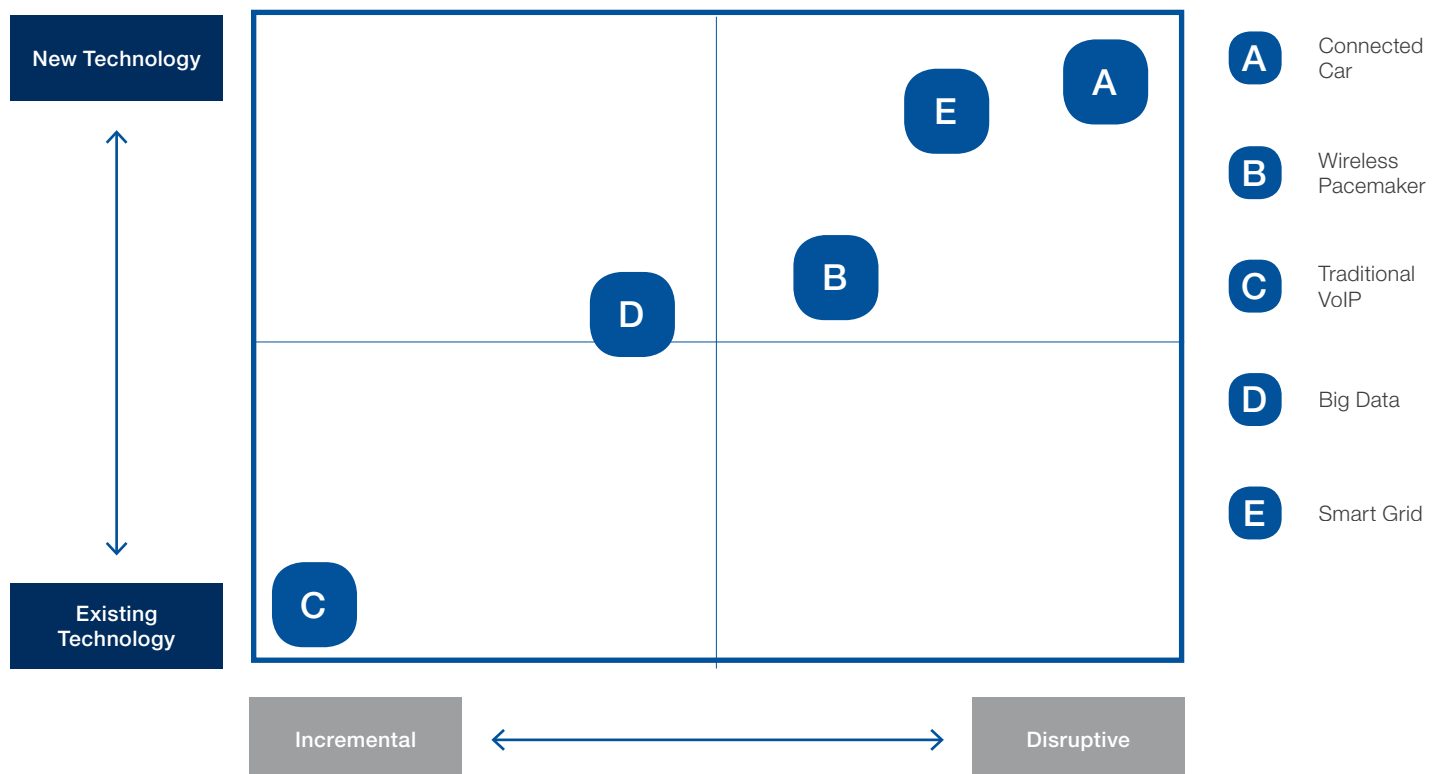 New Technology
Existing
Technology
E
A
B
D
C
Incremental
Disruptive
A
Connected
Car
B
Wireless
Pacemaker
C
Traditional
VoIP
D
Big Data
E
Smart Grid